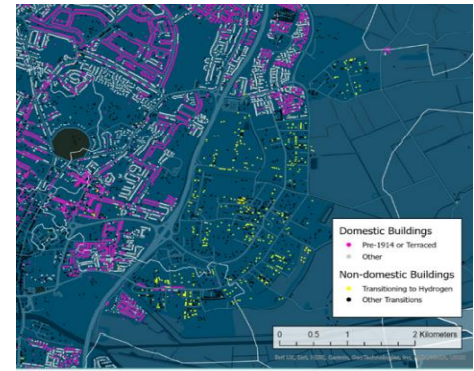 Domestic Buildings
Pre-1914 or Terraced
Other
Non-domestic Buildings
Transitioning to Hydrogen
Other Transitions
0 0.5 1 2 Kilometers